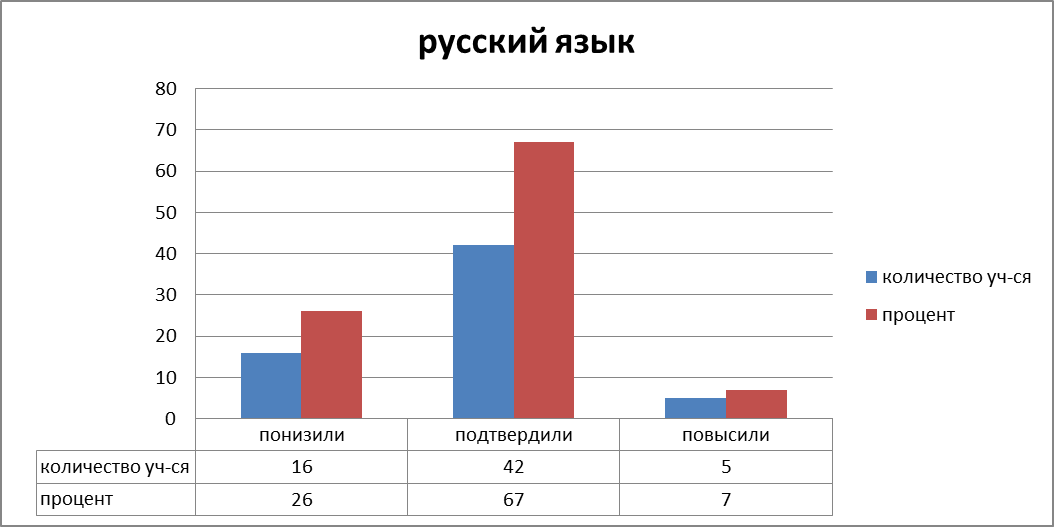 русский язык
80
70
60
50
40
30
20
10
0
количество уч-ся
процент
понизили подтвердили повысили
количество уч-ся 16 42 5
процент 26 67 7